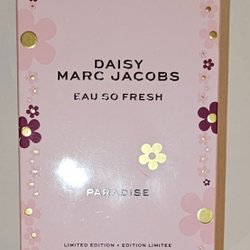 DAISY
MARC JACOBS
EAU SO FRESH
PARADISE
LIMITED EDITION • EDITION LIMITEE